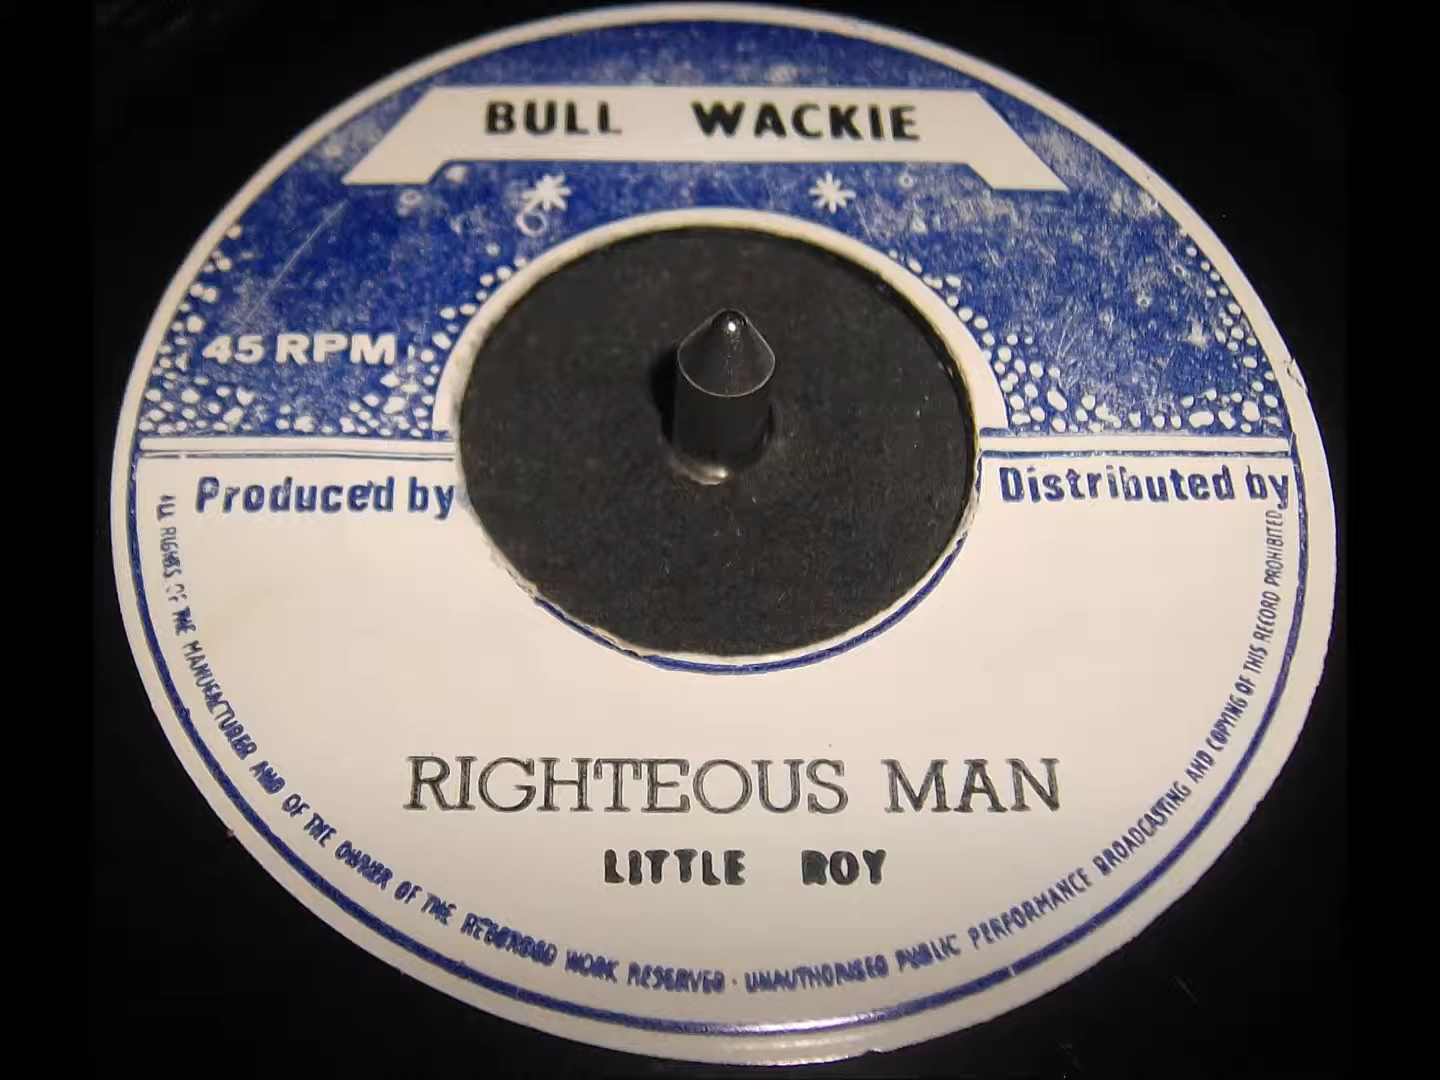 BULL WACKIE
45 RPM
Produced by
Distributed by
RIGHTEOUS MAN
LITTLE ROY
ALL RIGHTS OF THE MANUFACTURER AND OF THE OWNER OF THE RECORDED WORK RESERVED · UNAUTHORISED PUBLIC PERFORMANCE BROADCASTING AND COPYING OF THIS RECORD PROHIBITED